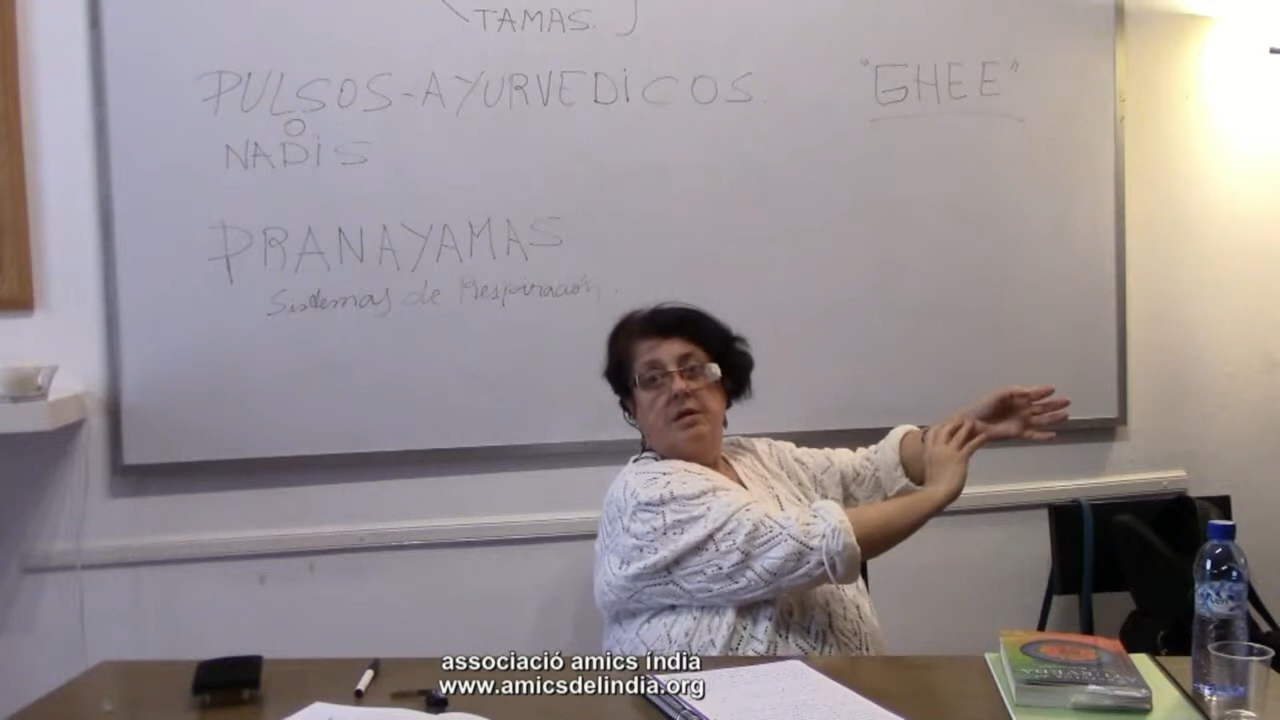 TAMAS.
PULSOS-AYURVEDICOS.
"GHEE"
O
NADIS
PRANAYAMAS
Sistemas de Respiración.
associació amics índia
www.amicsdelindia.org